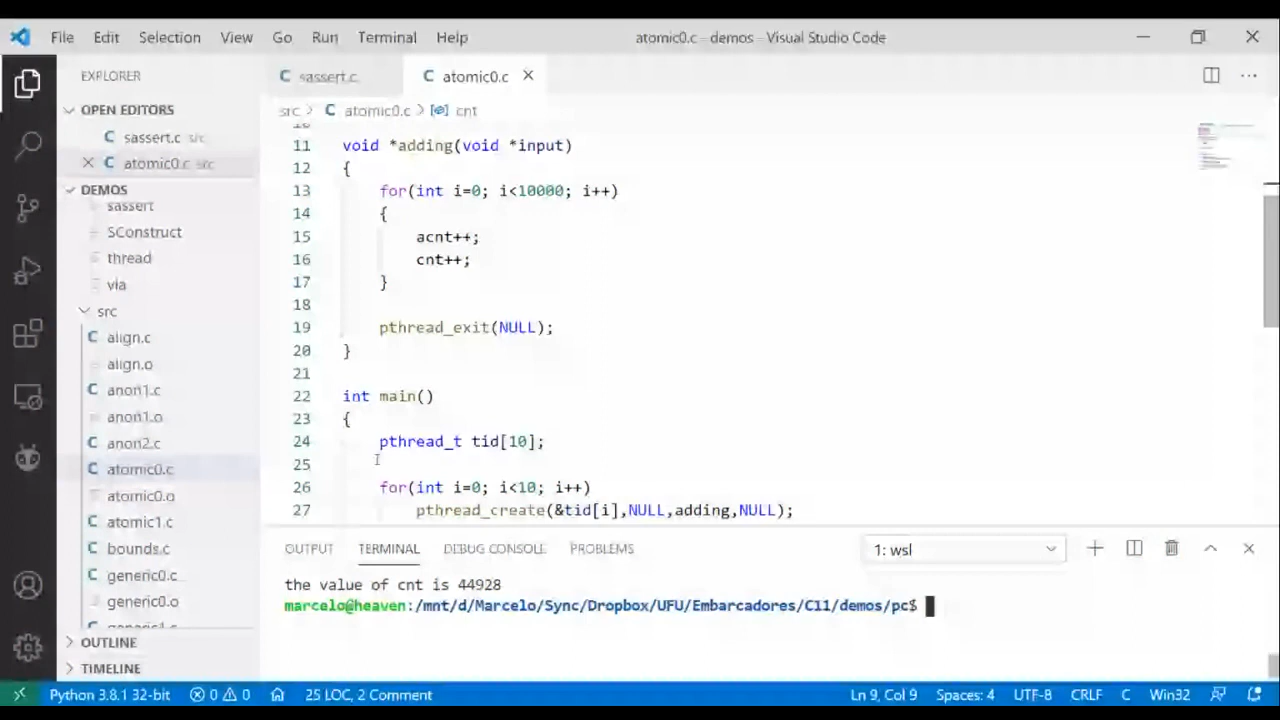 File Edit Selection View Go Run Terminal Help atomic0.c – demos – Visual Studio Code
EXPLORER
OPEN EDITORS
sassert.c src
atomic0.c src
DEMOS
sassert
SConstruct
thread
via
src
align.c
align.o
anon1.c
anon1.o
anon2.c
atomic0.c
atomic0.o
atomic1.c
bounds.c
generic0.c
generic0.o
generic1.c
OUTLINE
TIMELINE
sassert.c atomic0.c
src > atomic0.c > cnt
10
11 void *adding(void *input)
12 {
13 for(int i=0; i<10000; i++)
14 {
15 acnt++;
16 cnt++;
17 }
18
19 pthread_exit(NULL);
20 }
21
22 int main()
23 {
24 pthread_t tid[10];
25
26 for(int i=0; i<10; i++)
27 pthread_create(&tid[i],NULL,adding,NULL);
OUTPUT TERMINAL DEBUG CONSOLE PROBLEMS 1: wsl
the value of cnt is 44928
marcelo@heaven:/mnt/d/Marcelo/Sync/Dropbox/UFU/Embarcadores/C11/demos/pc$
Python 3.8.1 32-bit 0 0 25 LOC, 2 Comment Ln 9, Col 9 Spaces: 4 UTF-8 CRLF C Win32